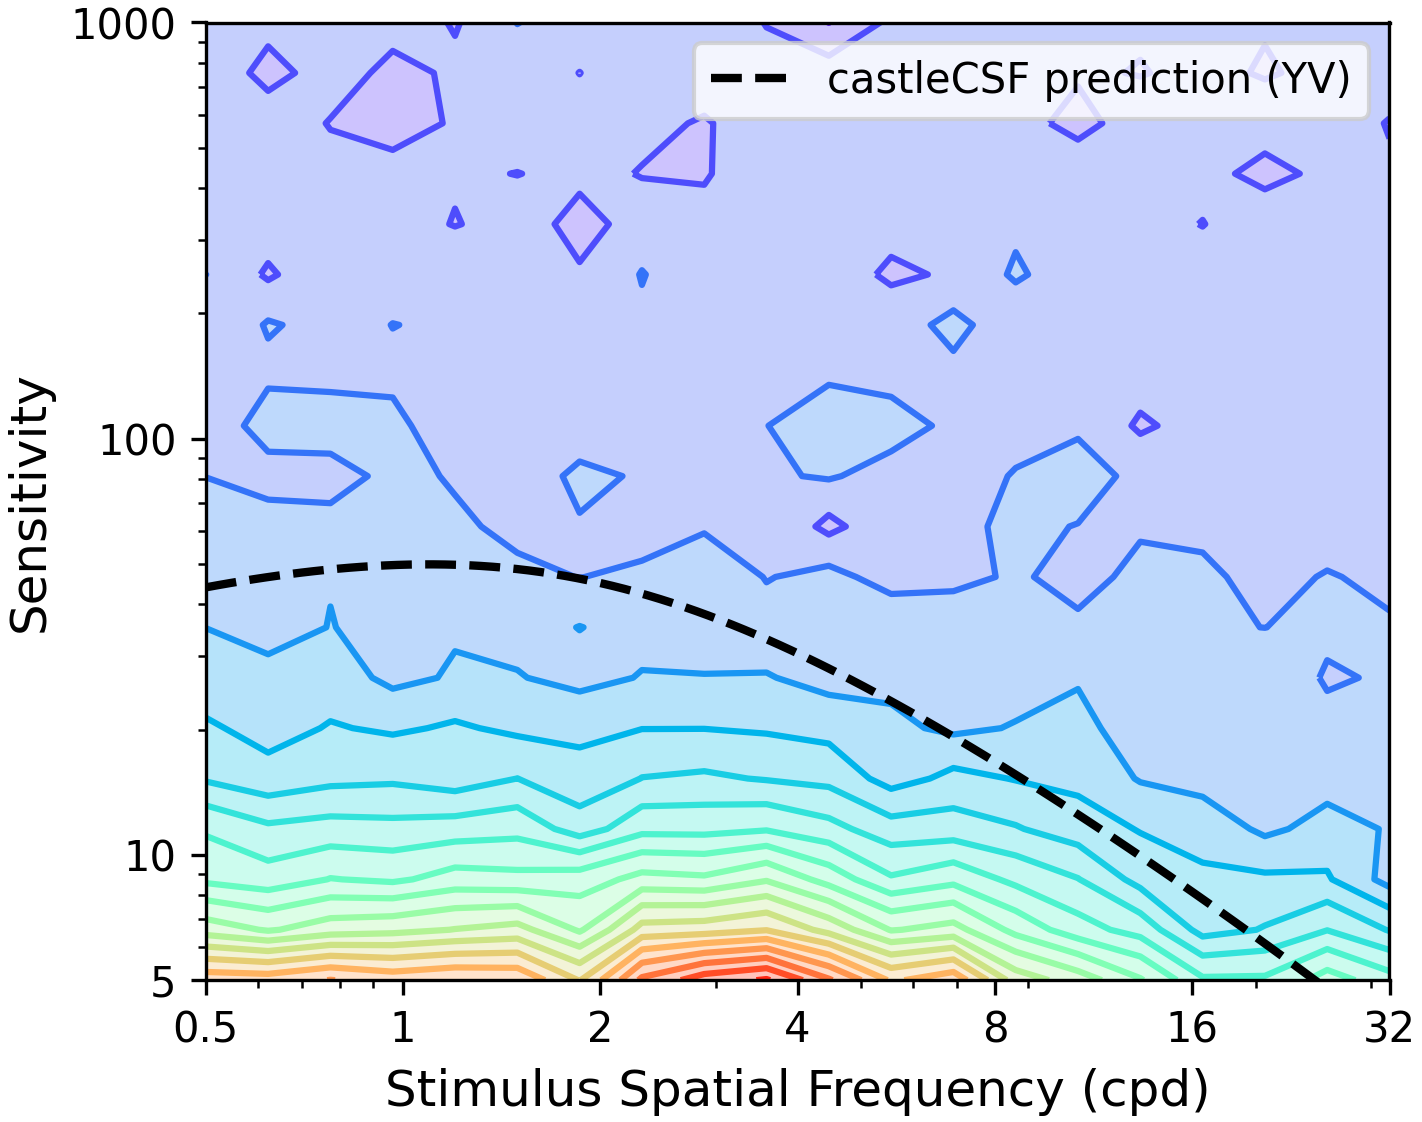 1000
100
10
5
Sensitivity
castleCSF prediction (YV)
0.5 1 2 4 8 16 32
Stimulus Spatial Frequency (cpd)